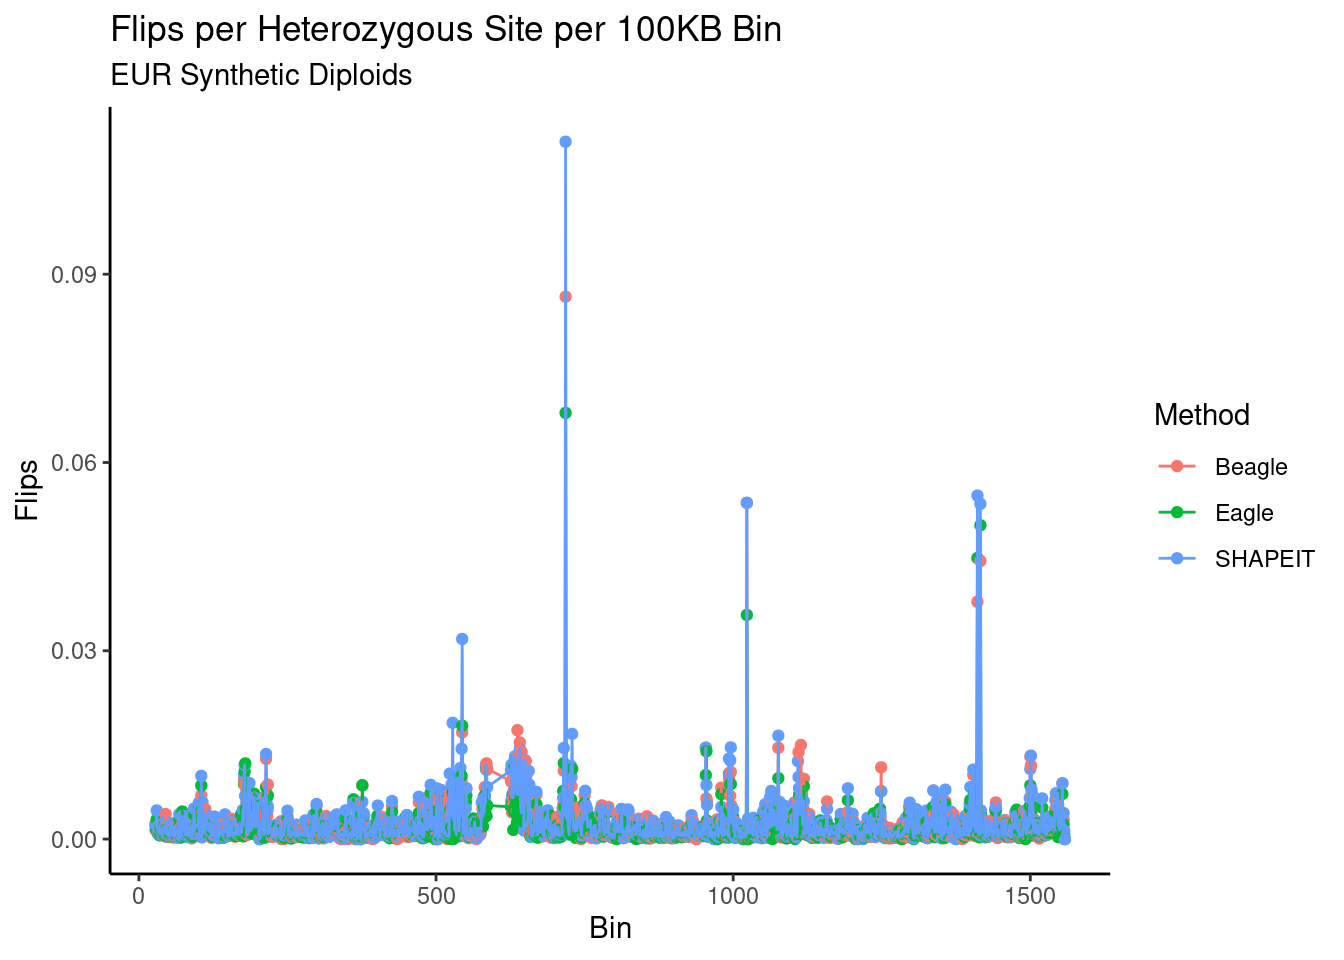 Flips per Heterozygous Site per 100KB Bin
EUR Synthetic Diploids
Flips
0.09
0.06
0.03
0.00
0
500
1000
1500
Bin
Method
Beagle
Eagle
SHAPEIT